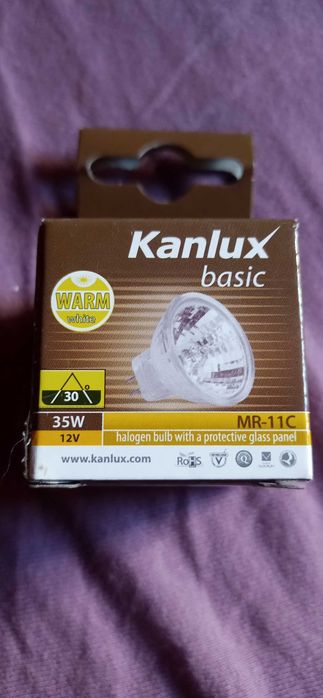 Kanlux
basic
WARM
white
30°
35W
MR-11C
12V
halogen bulb with a protective glass panel
www.kanlux.com
RoHS